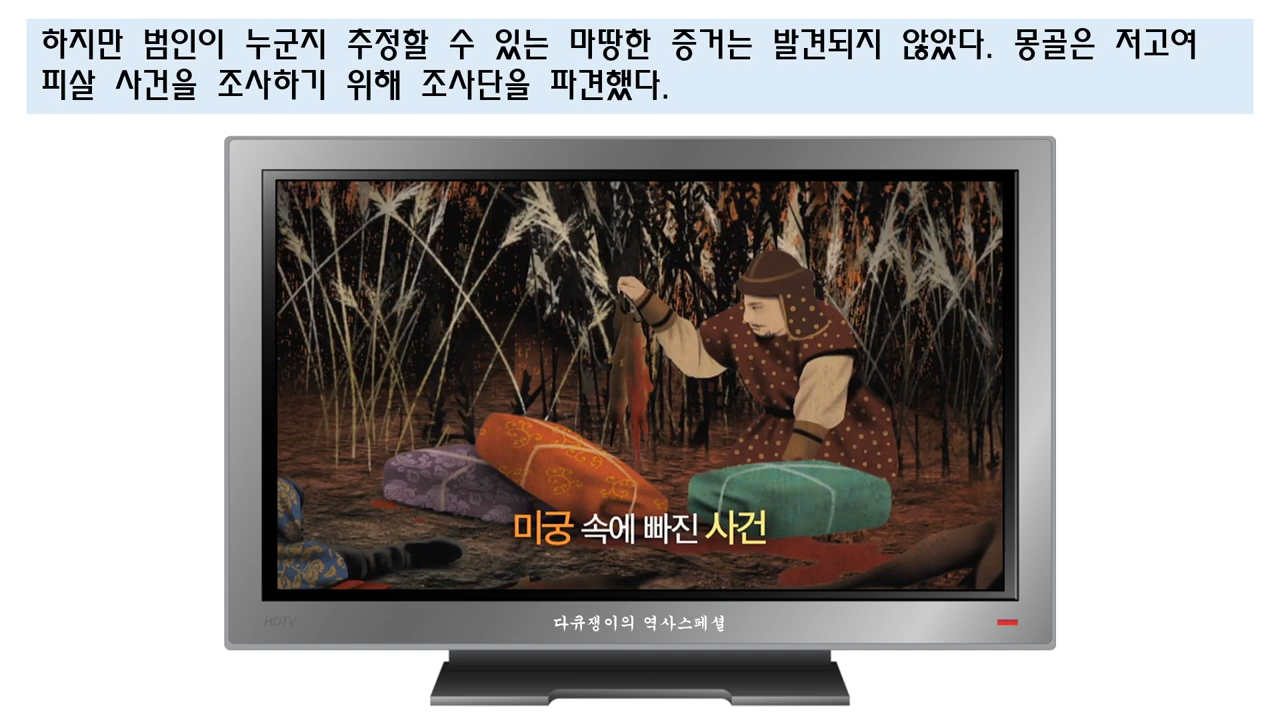 하지만 범인이 누군지 추정할 수 있는 마땅한 증거는 발견되지 않았다. 몽골은 저고여
피살 사건을 조사하기 위해 조사단을 파견했다.
미궁 속에 빠진 사건
HDTV
다큐쟁이의 역사스페셜